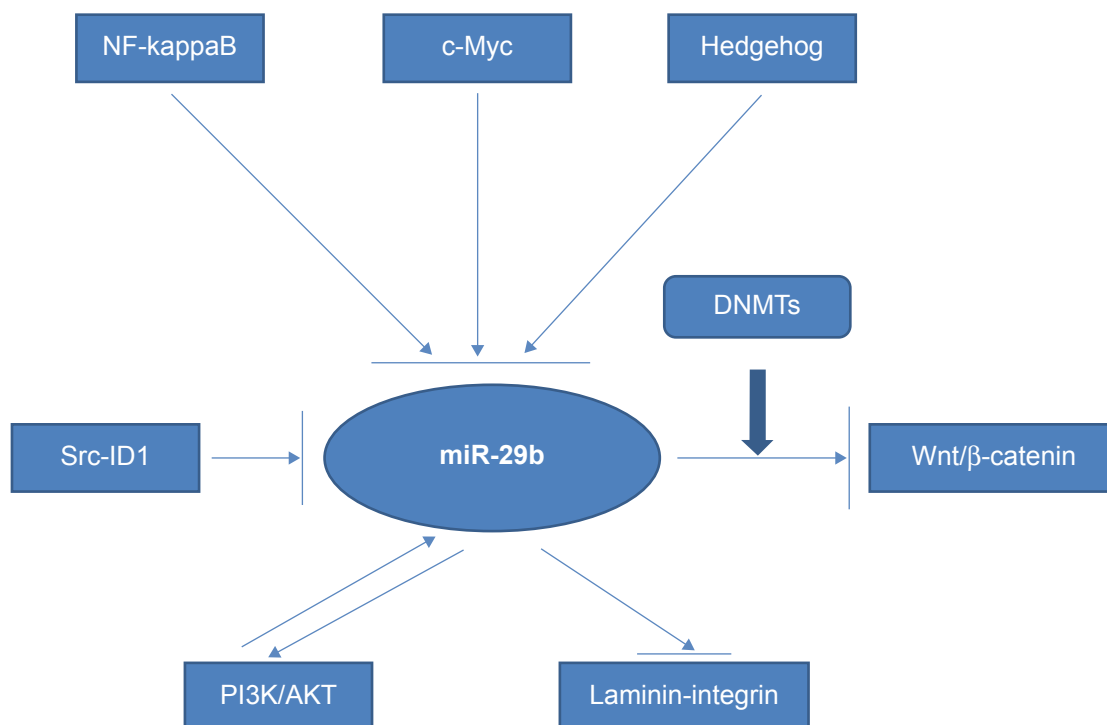 NF-kappaB
c-Myc
Hedgehog
DNMTs
Src-ID1
miR-29b
Wnt/β-catenin
PI3K/AKT
Laminin-integrin